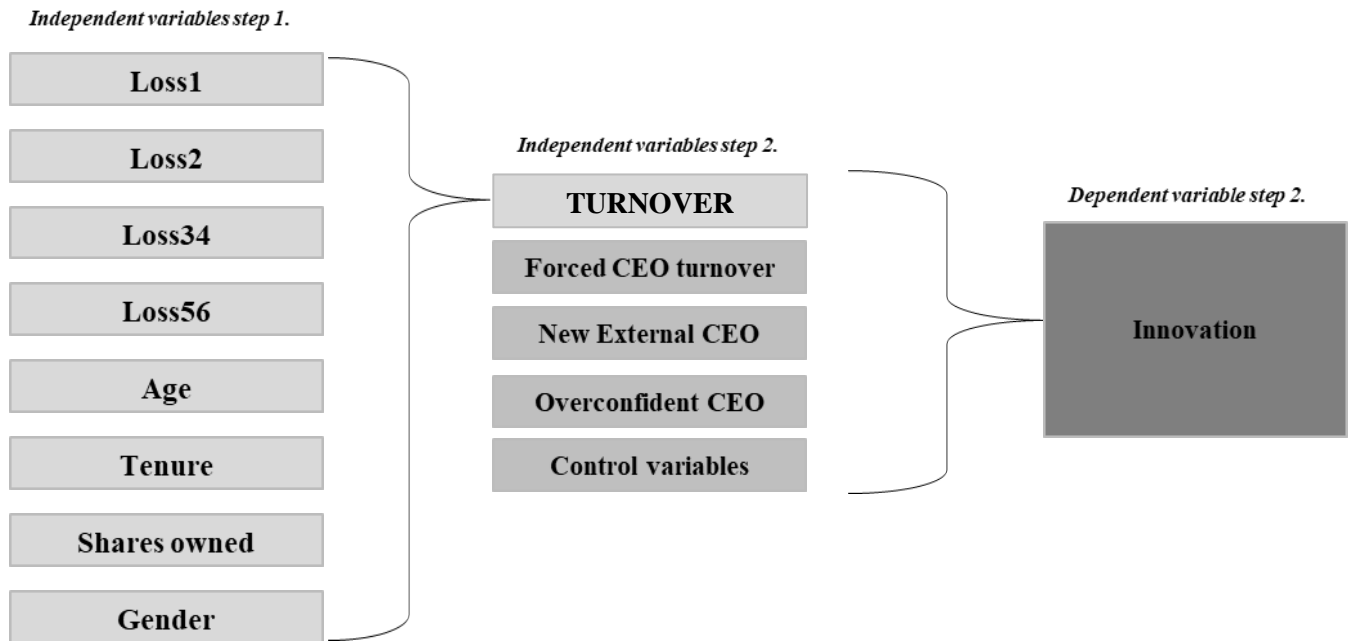 Independent variables step 1.
Loss1
Loss2
Loss34
Loss56
Age
Tenure
Shares owned
Gender
Independent variables step 2.
TURNOVER
Forced CEO turnover
New External CEO
Overconfident CEO
Control variables
Dependent variable step 2.
Innovation